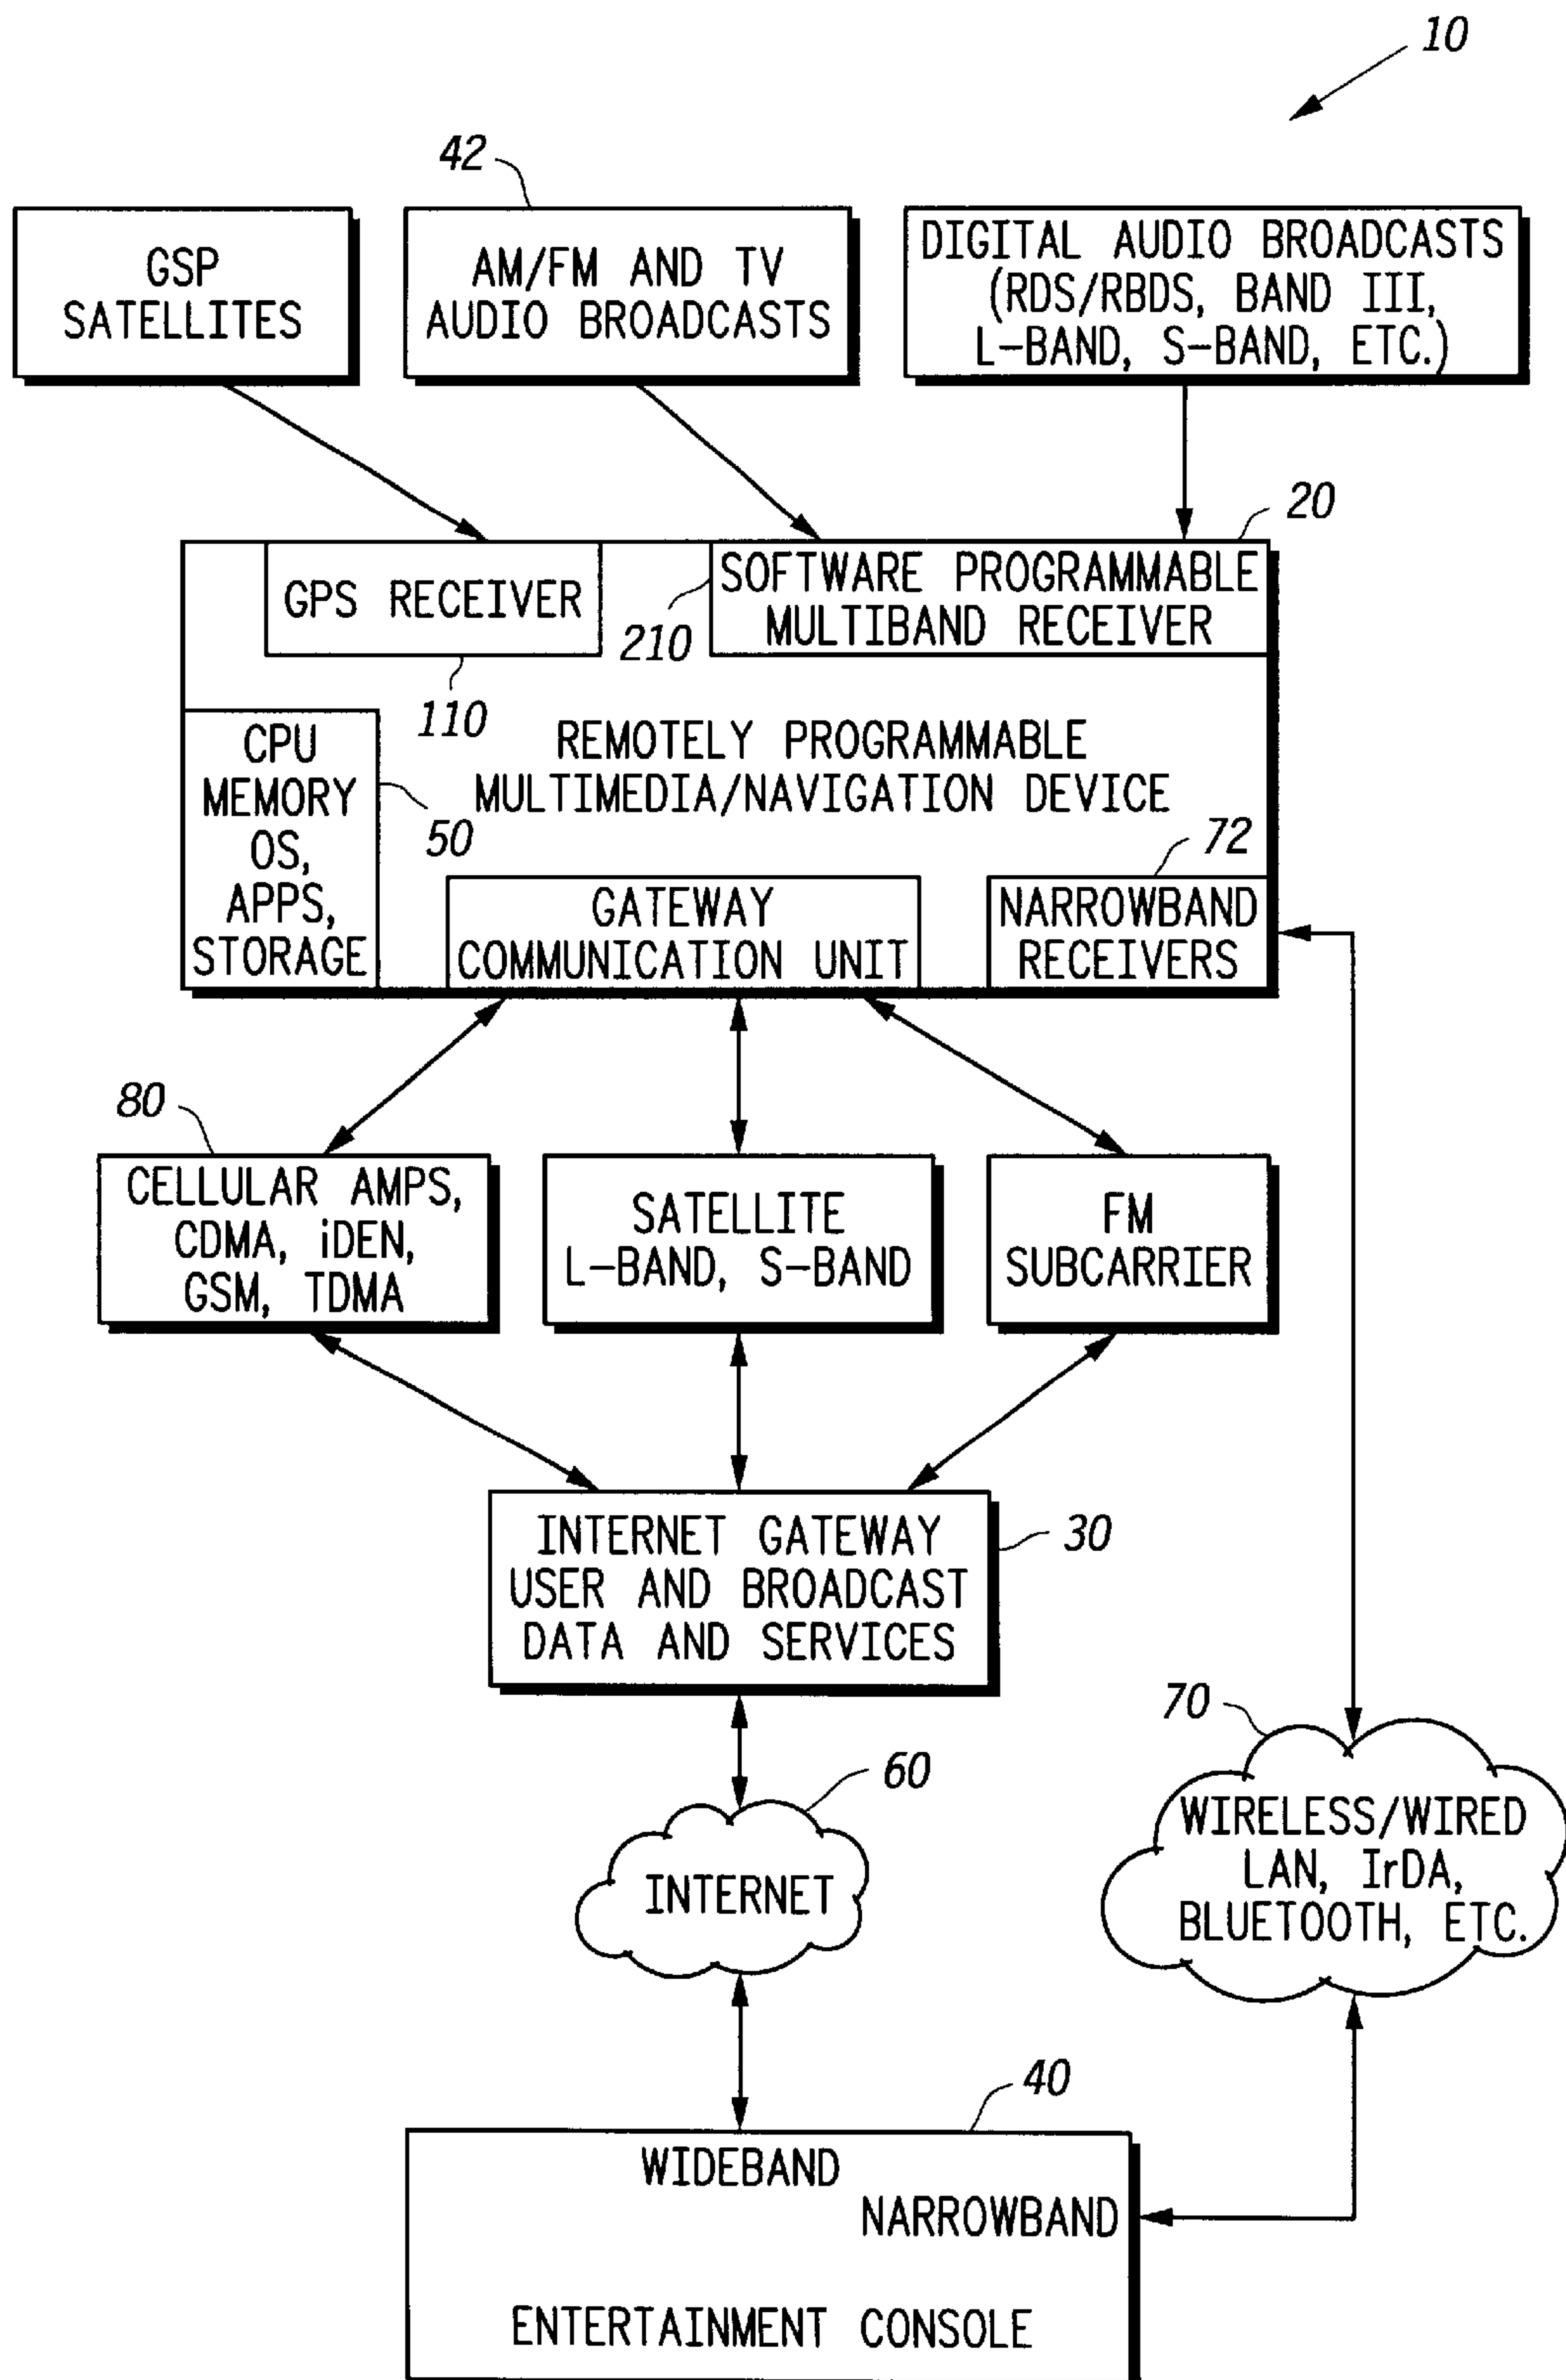 10
42
GSP
SATELLITES
AM/FM AND TV
AUDIO BROADCASTS
DIGITAL AUDIO BROADCASTS
(RDS/RBDS, BAND III,
L-BAND, S-BAND, ETC.)
20
GPS RECEIVER
110
210
SOFTWARE PROGRAMMABLE
MULTIBAND RECEIVER
CPU
MEMORY
OS,
APPS,
STORAGE
50
REMOTELY PROGRAMMABLE
MULTIMEDIA/NAVIGATION DEVICE
72
GATEWAY
COMMUNICATION UNIT
NARROWBAND
RECEIVERS
80
CELLULAR AMPS,
CDMA, iDEN,
GSM, TDMA
SATELLITE
L-BAND, S-BAND
FM
SUBCARRIER
INTERNET GATEWAY
USER AND BROADCAST
DATA AND SERVICES
30
70
60
INTERNET
WIRELESS/WIRED
LAN, IrDA,
BLUETOOTH, ETC.
40
WIDEBAND
NARROWBAND
ENTERTAINMENT CONSOLE